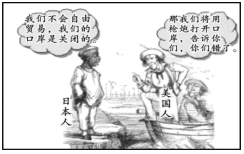 我们不会自由
贸易，我们的
口岸是关闭的
那我们将用
枪炮打开口
岸，告诉你
们，你们错了。
日本人
美国人